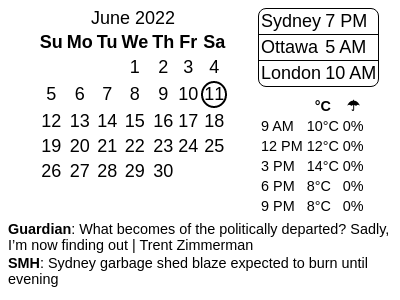 June 2022
Su Mo Tu We Th Fr Sa
1 2 3 4
5 6 7 8 9 10 11
12 13 14 15 16 17 18
19 20 21 22 23 24 25
26 27 28 29 30
Sydney 7 PM
Ottawa 5 AM
London 10 AM
°C ☂
9 AM 10°C 0%
12 PM 12°C 0%
3 PM 14°C 0%
6 PM 8°C 0%
9 PM 8°C 0%
Guardian: What becomes of the politically departed? Sadly,
I’m now finding out | Trent Zimmerman
SMH: Sydney garbage shed blaze expected to burn until
evening